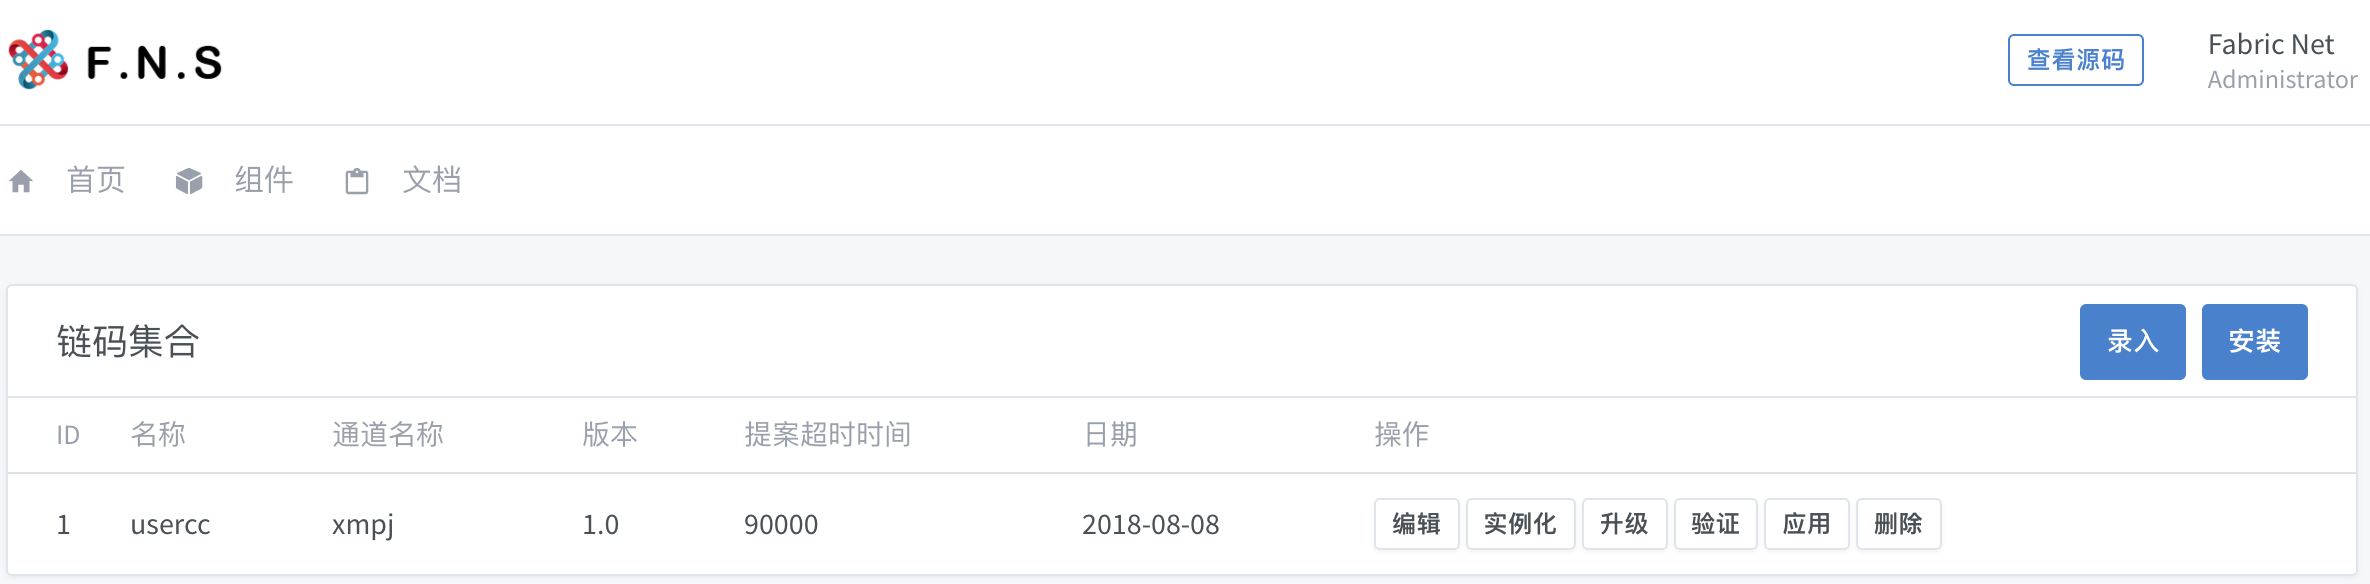 F.N.S
查看源码
Fabric Net
Administrator
首页 组件 文档
链码集合
录入 安装
ID 名称 通道名称 版本 提案超时时间 日期 操作
1 usercc xmpj 1.0 90000 2018-08-08 编辑 实例化 升级 验证 应用 删除